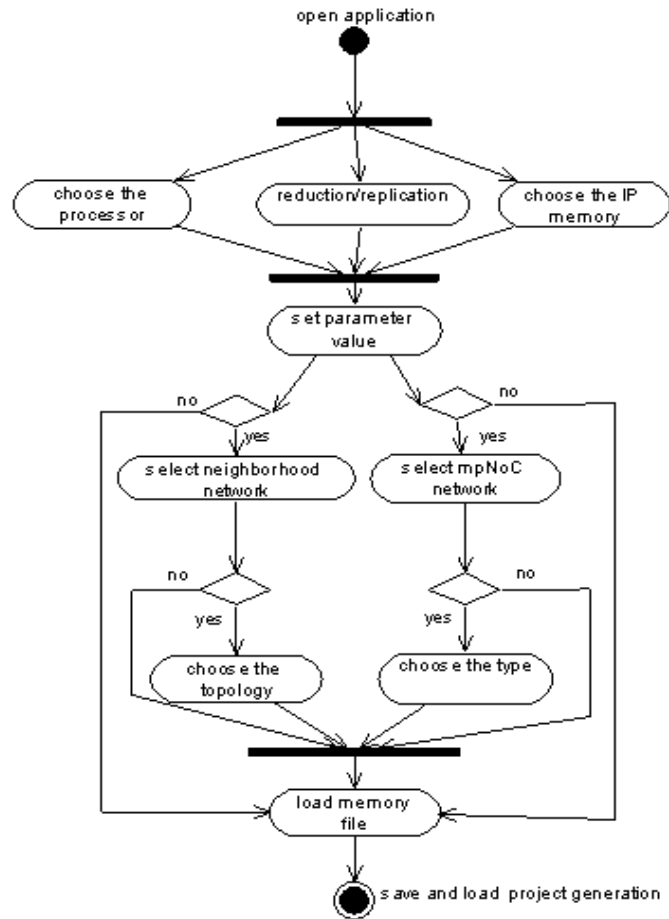 open application
choose the
processor
reduction/replication
choose the IP
memory
set parameter
value
no
no
yes
yes
select neighborhood
network
select mpNoC
network
no
no
yes
yes
choose the
topology
choose the type
load memory
file
save and load project generation